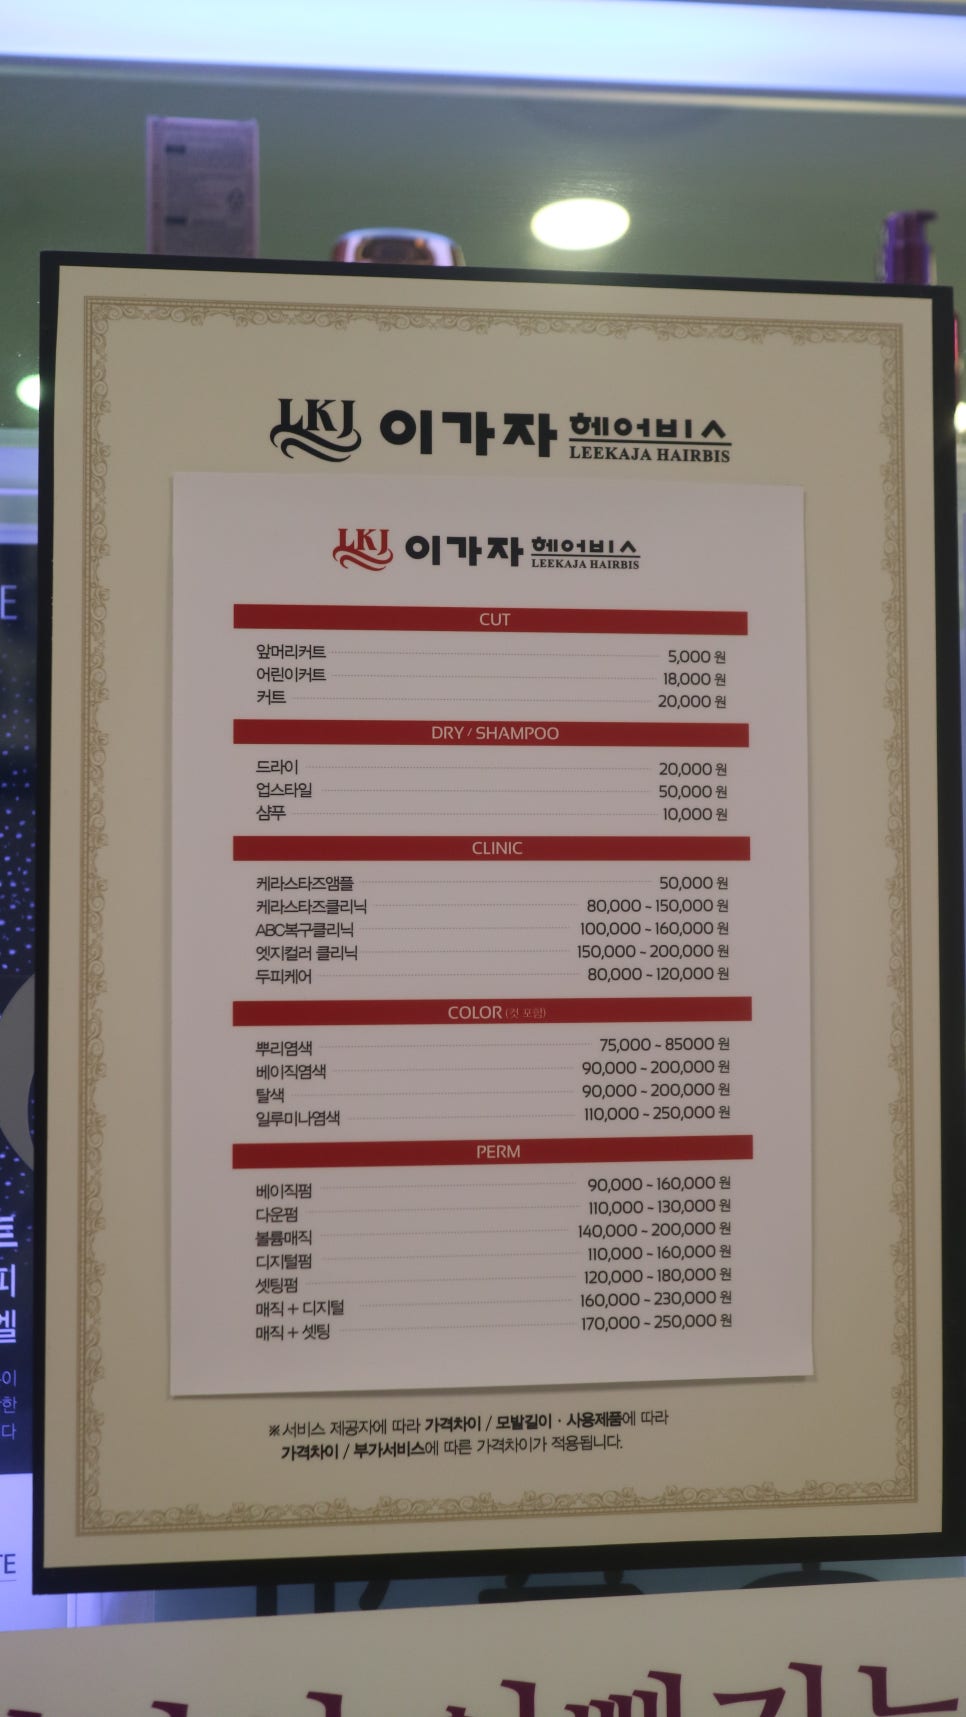 LKJ 이가자 헤어비스
LEEKAJA HAIRBIS
LKJ 이가자 헤어비스
LEEKAJA HAIRBIS
CUT
앞머리커트 5,000 원
어린이커트 18,000 원
커트 20,000 원
DRY / SHAMPOO
드라이 20,000 원
업스타일 50,000 원
샴푸 10,000 원
CLINIC
케라스타즈앰플 50,000 원
케라스타즈클리닉 80,000 ~ 150,000 원
ABC복구클리닉 100,000 ~ 160,000 원
엣지컬러 클리닉 150,000 ~ 200,000 원
두피케어 80,000 ~ 120,000 원
COLOR (컷 포함)
뿌리염색 75,000 ~ 85000 원
베이직염색 90,000 ~ 200,000 원
탈색 90,000 ~ 200,000 원
일루미나염색 110,000 ~ 250,000 원
PERM
베이직펌 90,000 ~ 160,000 원
다운펌 110,000 ~ 130,000 원
볼륨매직 140,000 ~ 200,000 원
디지털펌 110,000 ~ 160,000 원
셋팅펌 120,000 ~ 180,000 원
매직 + 디지털 160,000 ~ 230,000 원
매직 + 셋팅 170,000 ~ 250,000 원
※ 서비스 제공자에 따라 가격차이 / 모발길이 · 사용제품에 따라
가격차이 / 부가서비스에 따른 가격차이가 적용됩니다.